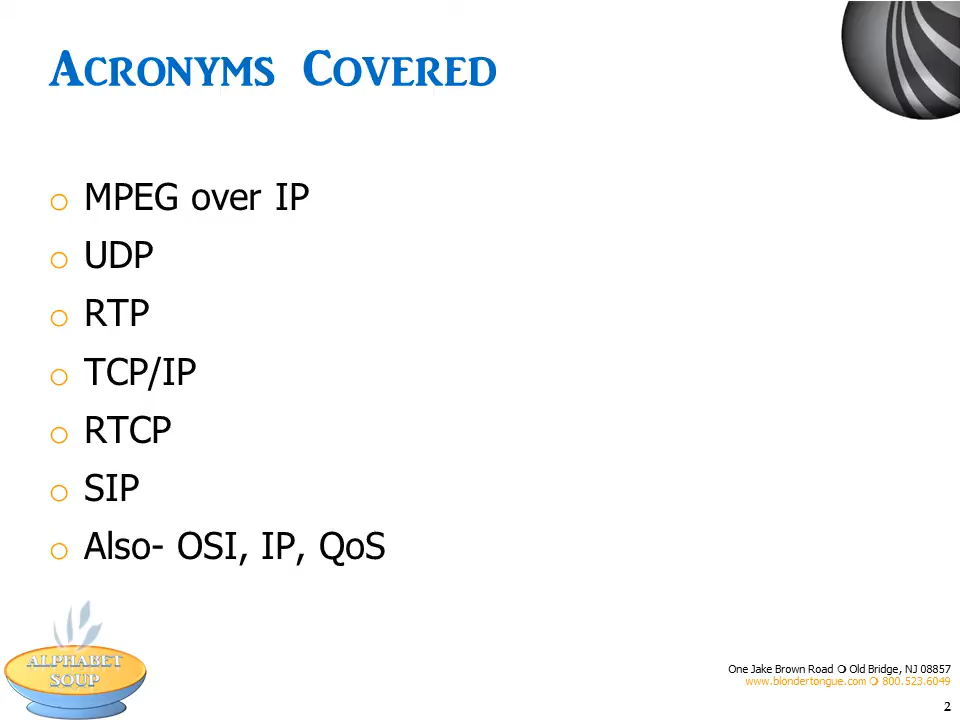 Acronyms Covered
o MPEG over IP
o UDP
o RTP
o TCP/IP
o RTCP
o SIP
o Also- OSI, IP, QoS
ALPHABET
SOUP
One Jake Brown Road ❍ Old Bridge, NJ 08857
www.blondertongue.com ❍ 800.523.6049
2